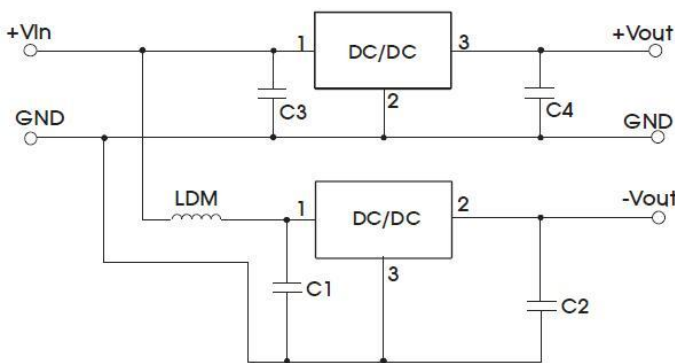 +Vin
1
DC/DC
3
+Vout
C3
2
C4
GND
GND
LDM
1
DC/DC
2
-Vout
C1
3
C2